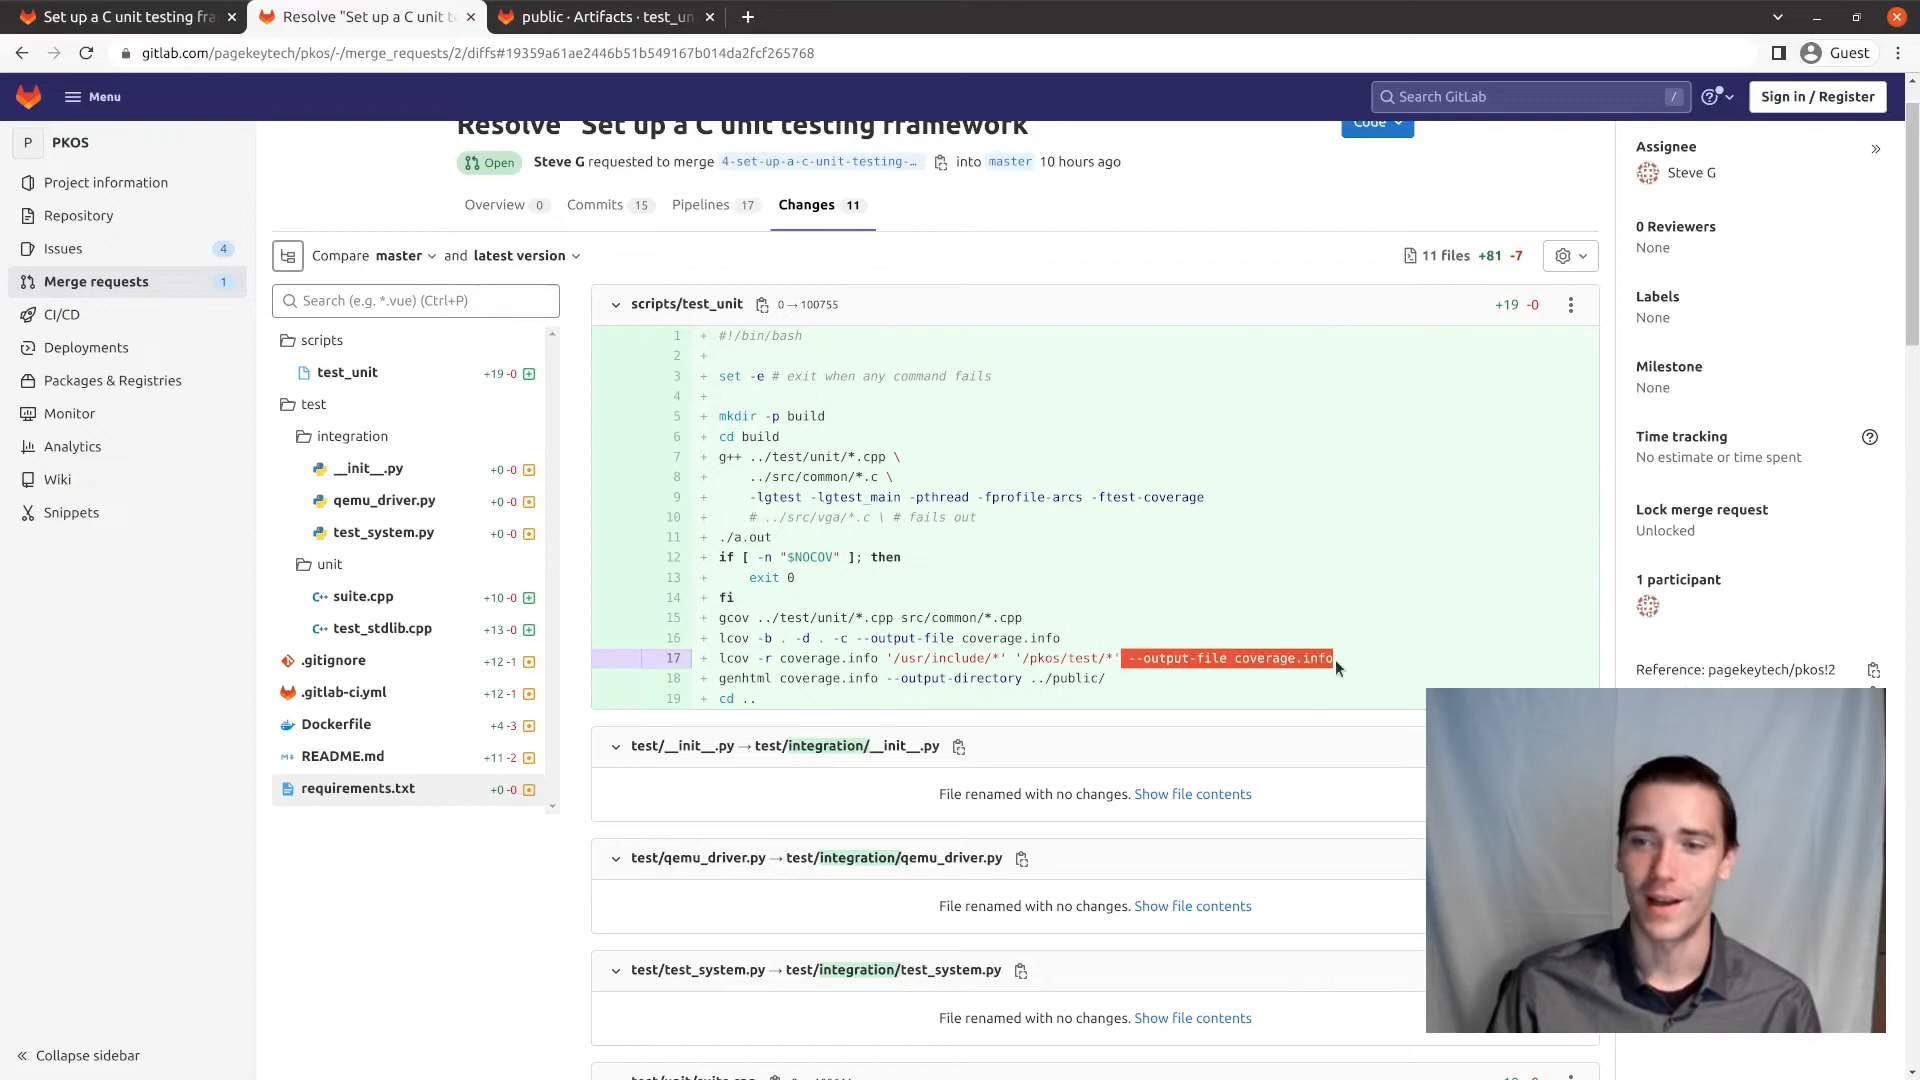 Set up a C unit testing fra
Resolve "Set up a C unit te
public · Artifacts · test_un
gitlab.com/pagekeytech/pkos/-/merge_requests/2/diffs#19359a61ae2446b51b549167b014da2fcf265768
Guest
Menu
Search GitLab
/
Sign in / Register
P PKOS
Project information
Repository
Issues 4
Merge requests 1
CI/CD
Deployments
Packages & Registries
Monitor
Analytics
Wiki
Snippets
Collapse sidebar
Resolve "Set up a C unit testing framework"
Code
Open Steve G requested to merge 4-set-up-a-c-unit-testing-… into master 10 hours ago
Overview 0 Commits 15 Pipelines 17 Changes 11
Compare master and latest version
11 files +81 -7
Search (e.g. *.vue) (Ctrl+P)
scripts
test_unit +19 -0
test
integration
__init__.py +0 -0
qemu_driver.py +0 -0
test_system.py +0 -0
unit
suite.cpp +10 -0
test_stdlib.cpp +13 -0
.gitignore +12 -1
.gitlab-ci.yml +12 -1
Dockerfile +4 -3
README.md +11 -2
requirements.txt +0 -0
scripts/test_unit 0 → 100755 +19 -0
1 + #!/bin/bash
2 +
3 + set -e # exit when any command fails
4 +
5 + mkdir -p build
6 + cd build
7 + g++ ../test/unit/*.cpp \
8 + ../src/common/*.c \
9 + -lgtest -lgtest_main -pthread -fprofile-arcs -ftest-coverage
10 + # ../src/vga/*.c \ # fails out
11 + ./a.out
12 + if [ -n "$NOCOV" ]; then
13 + exit 0
14 + fi
15 + gcov ../test/unit/*.cpp src/common/*.cpp
16 + lcov -b . -d . -c --output-file coverage.info
17 + lcov -r coverage.info '/usr/include/*' '/pkos/test/*' --output-file coverage.info
18 + genhtml coverage.info --output-directory ../public/
19 + cd ..
test/__init__.py → test/integration/__init__.py
File renamed with no changes. Show file contents
test/qemu_driver.py → test/integration/qemu_driver.py
File renamed with no changes. Show file contents
test/test_system.py → test/integration/test_system.py
File renamed with no changes. Show file contents
Assignee
Steve G
0 Reviewers
None
Labels
None
Milestone
None
Time tracking
No estimate or time spent
Lock merge request
Unlocked
1 participant
Reference: pagekeytech/pkos!2